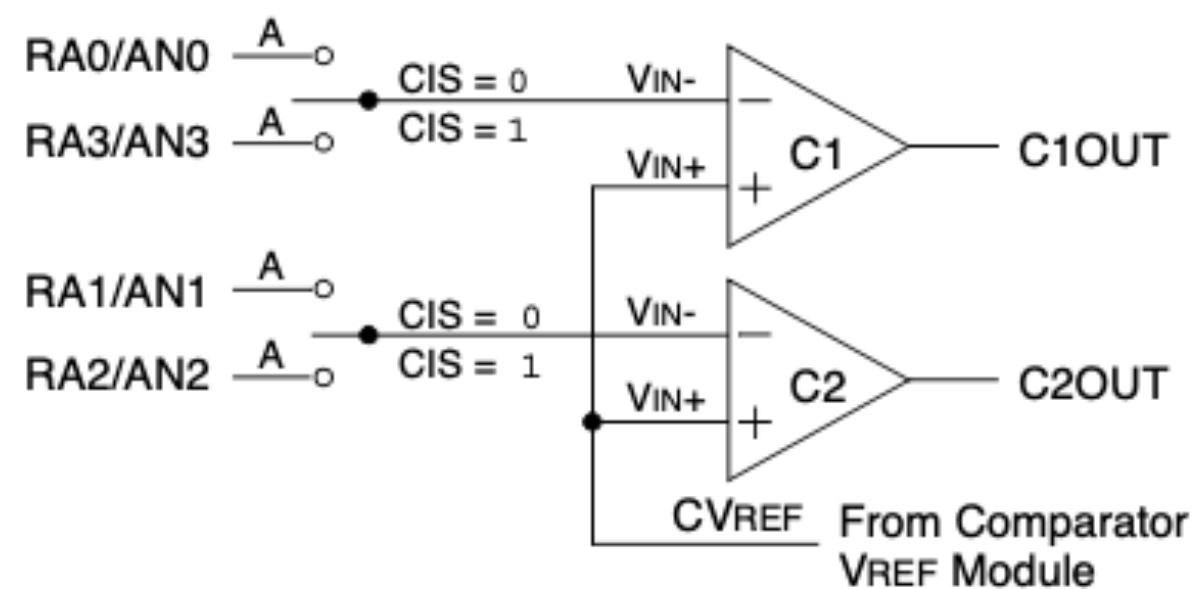 RA0/AN0 A
CIS = 0 VIN-
RA3/AN3 A CIS = 1
VIN+
C1 C1OUT
RA1/AN1 A
CIS = 0 VIN-
RA2/AN2 A CIS = 1
VIN+
C2 C2OUT
CVREF From Comparator
VREF Module